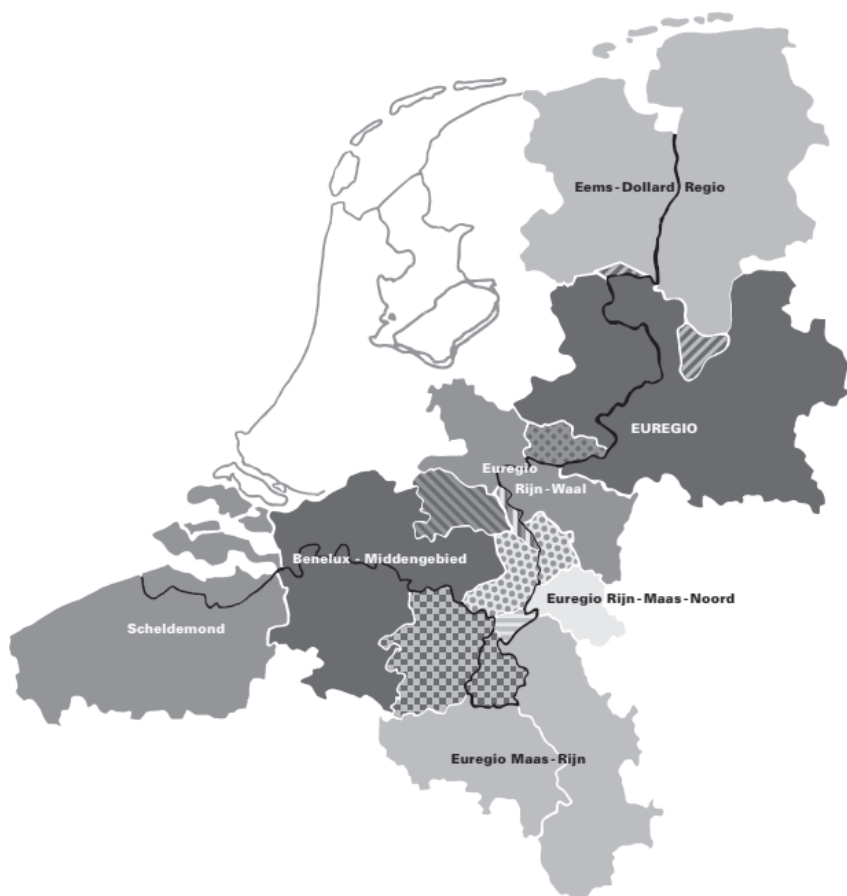 Eems-Dollard Regio
EUREGIO
Euregio
Rijn-Waal
Benelux - Middengebied
Euregio Rijn-Maas-Noord
Scheldemond
Euregio Maas-Rijn